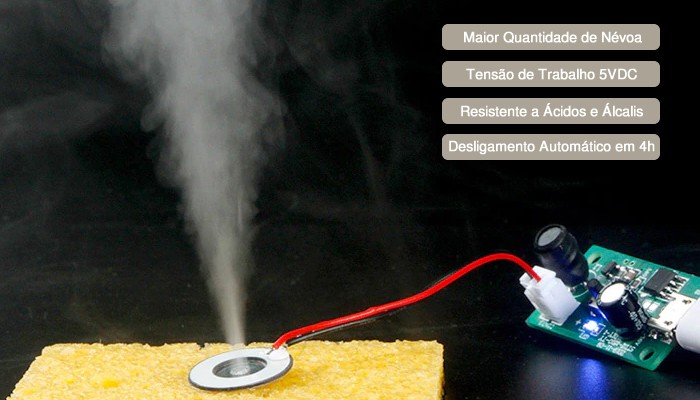 Maior Quantidade de Névoa
Tensão de Trabalho 5VDC
Resistente a Ácidos e Álcalis
Desligamento Automático em 4h